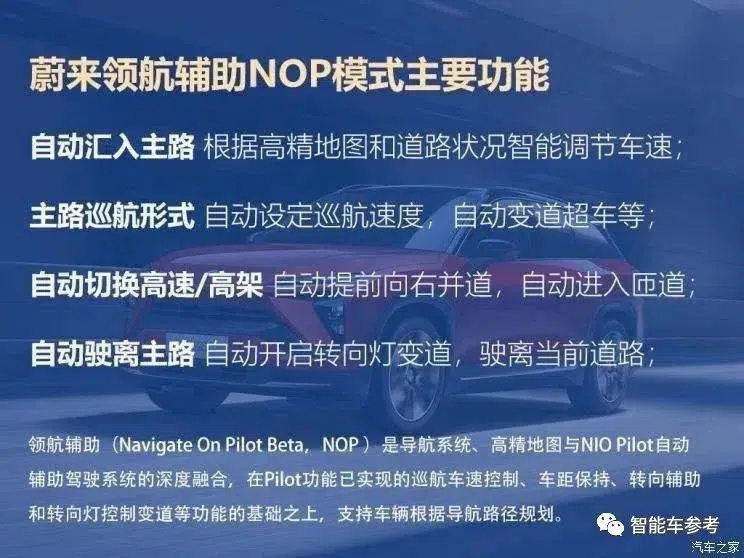 蔚来领航辅助NOP模式主要功能
自动汇入主路 根据高精地图和道路状况智能调节车速；
主路巡航形式 自动设定巡航速度，自动变道超车等；
自动切换高速/高架 自动提前向右并道，自动进入匝道；
自动驶离主路 自动开启转向灯变道，驶离当前道路；
领航辅助（Navigate On Pilot Beta，NOP ）是导航系统、高精地图与NIO Pilot自动
辅助驾驶系统的深度融合，在Pilot功能已实现的巡航车速控制、车距保持、转向辅助
和转向灯控制变道等功能的基础之上，支持车辆根据导航路径规划。
智能车参考
汽车之家